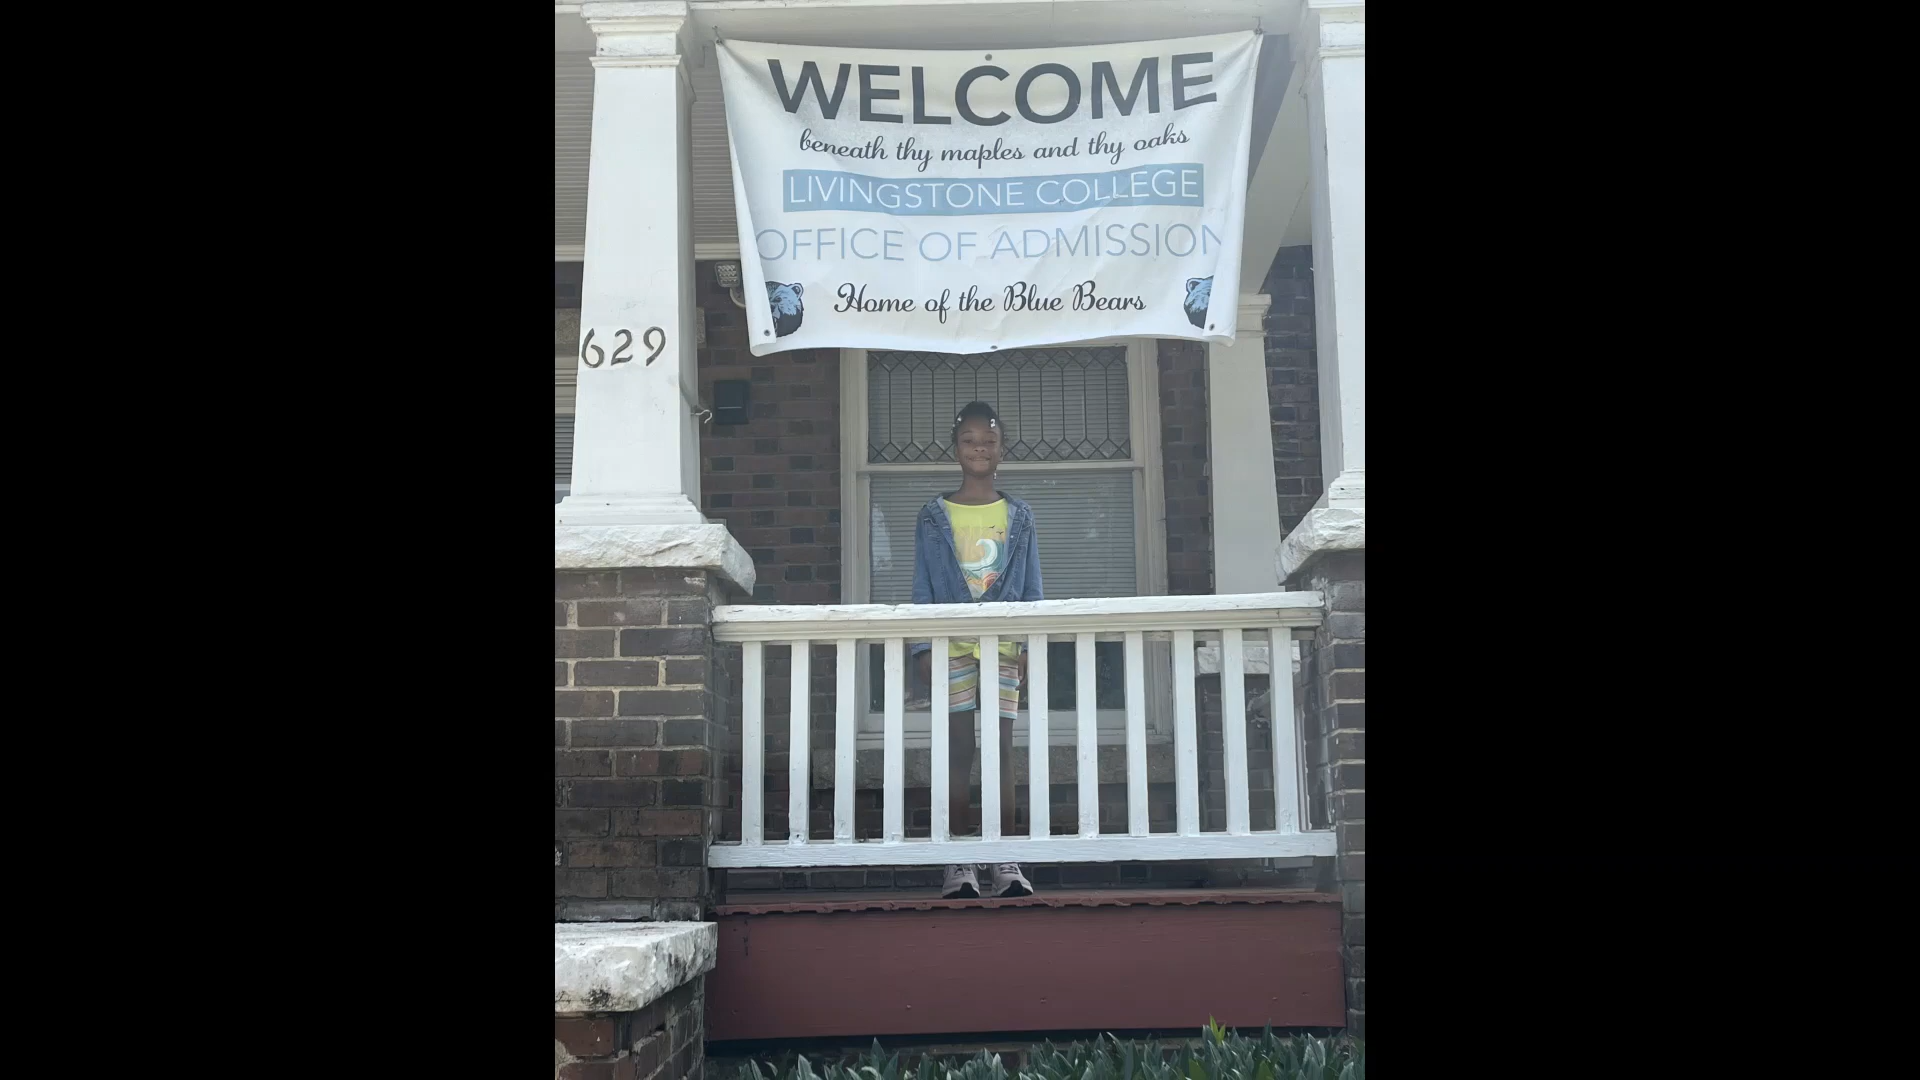 WELCOME
beneath thy maples and thy oaks
LIVINGSTONE COLLEGE
OFFICE OF ADMISSION
Home of the Blue Bears
629